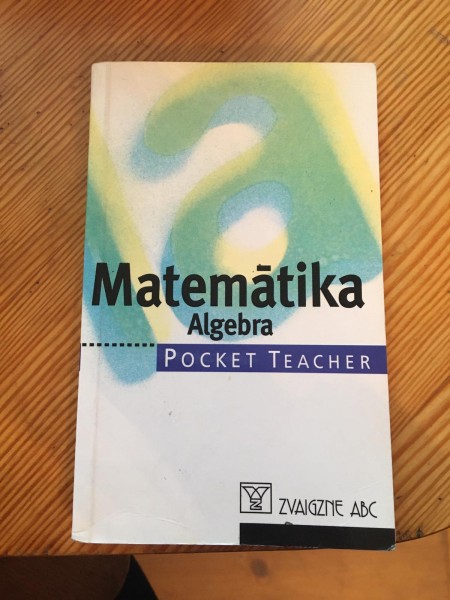 Matemātika
Algebra
POCKET TEACHER
ZVAIGZNE ABC